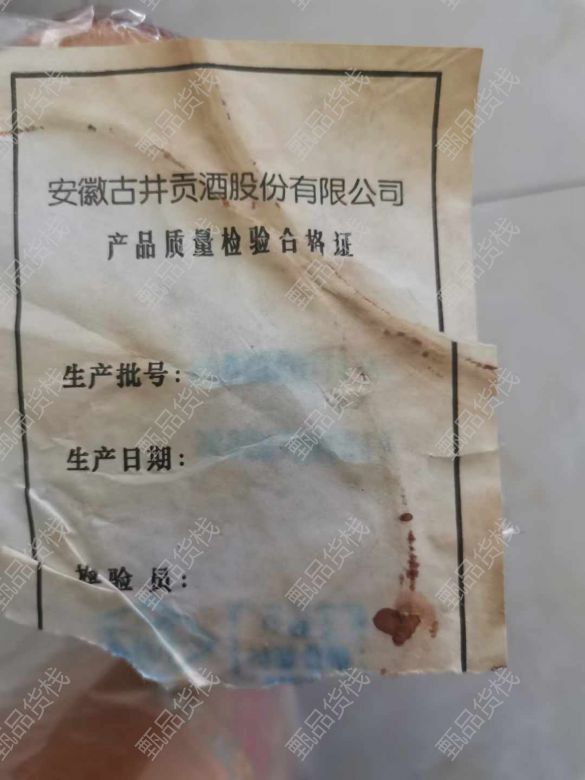 安徽古井贡酒股份有限公司
产品质量检验合格证
生产批号：
生产日期：
检验员：
甄品货栈